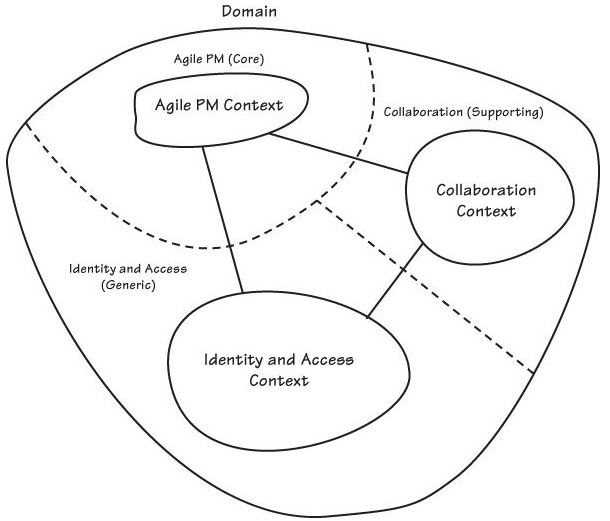 Domain
Agile PM (Core)
Agile PM Context
Collaboration (Supporting)
Collaboration
Context
Identity and Access
(Generic)
Identity and Access
Context